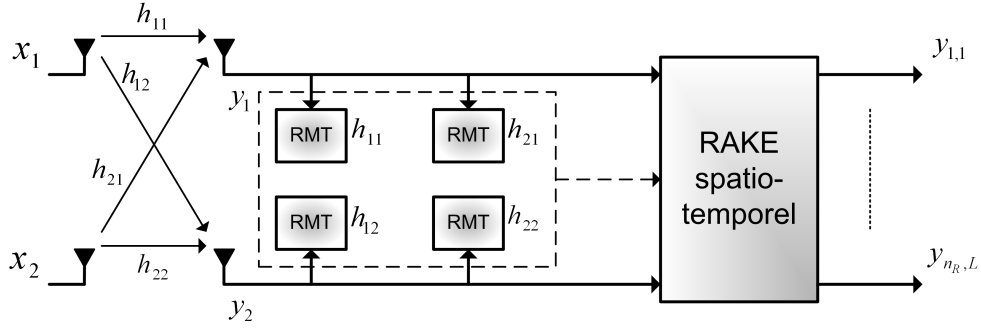 h11
x1
h12
h21
x2
h22
y1
RMT h11
RMT h21
RMT h12
RMT h22
y2
RAKE
spatio-
temporel
y1,1
ynR,L